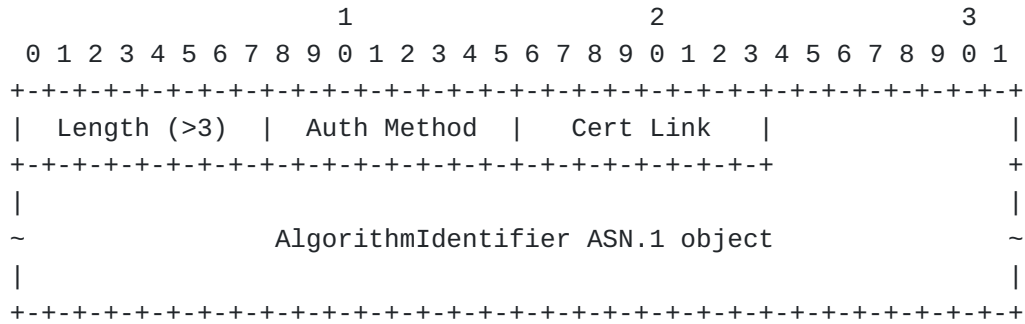 1                   2                   3
 0 1 2 3 4 5 6 7 8 9 0 1 2 3 4 5 6 7 8 9 0 1 2 3 4 5 6 7 8 9 0 1
+-+-+-+-+-+-+-+-+-+-+-+-+-+-+-+-+-+-+-+-+-+-+-+-+-+-+-+-+-+-+-+-+
|  Length (>3)  |  Auth Method  |   Cert Link   |               |
+-+-+-+-+-+-+-+-+-+-+-+-+-+-+-+-+-+-+-+-+-+-+-+-+               +
|                                                               |
~                AlgorithmIdentifier ASN.1 object               ~
|                                                               |
+-+-+-+-+-+-+-+-+-+-+-+-+-+-+-+-+-+-+-+-+-+-+-+-+-+-+-+-+-+-+-+-+